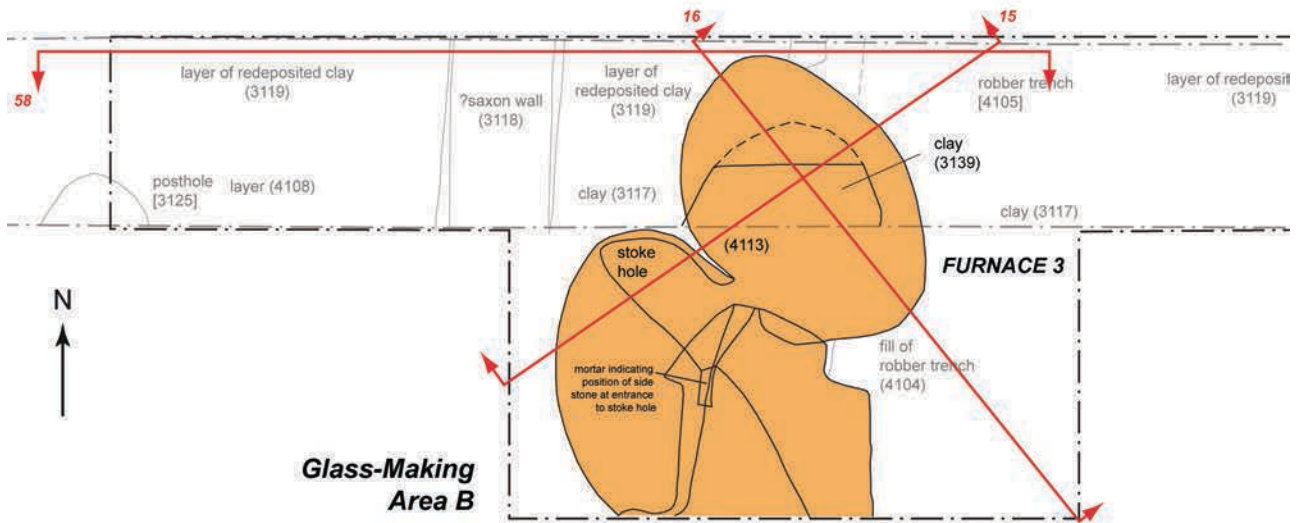 16
15
58
layer of redeposited clay
(3119)
?saxon wall
(3118)
layer of
redeposited clay
(3119)
robber trench
[4105]
layer of redeposit
(3119)
clay
(3139)
posthole
[3125]
layer (4108)
clay (3117)
clay (3117)
(4113)
stoke
hole
FURNACE 3
N
mortar indicating
position of side
stone at entrance
to stoke hole
fill of
robber trench
(4104)
Glass-Making
Area B